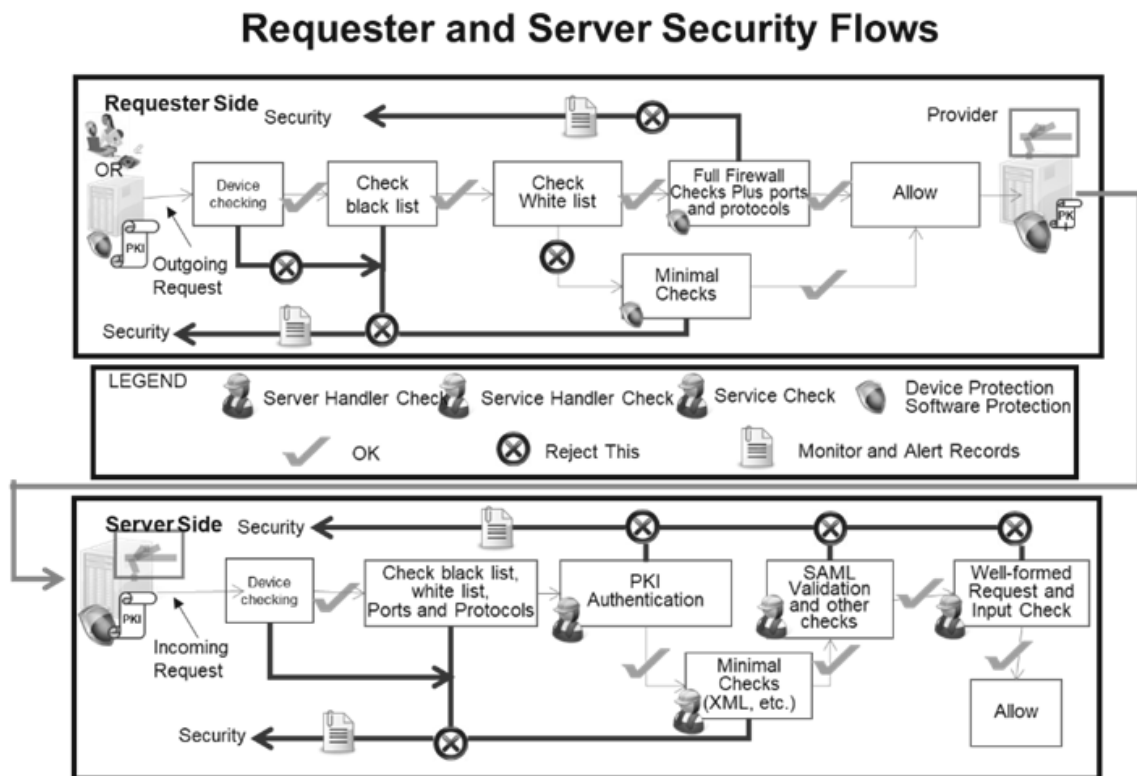 Requester and Server Security Flows
Requester Side
Security
Provider
OR
PKI
Outgoing
Request
Device
checking
Check
black list
Check
White list
Full Firewall
Checks Plus ports
and protocols
Allow
PK
I
Minimal
Checks
Security
LEGEND
Server Handler Check
Service Handler Check
Service Check
Device Protection
Software Protection
OK
Reject This
Monitor and Alert Records
Server Side
Security
PKI
Incoming
Request
Device
checking
Check black list,
white list,
Ports and Protocols
PKI
Authentication
SAML
Validation
and other
checks
Well-formed
Request and
Input Check
Minimal
Checks
(XML, etc.)
Allow
Security